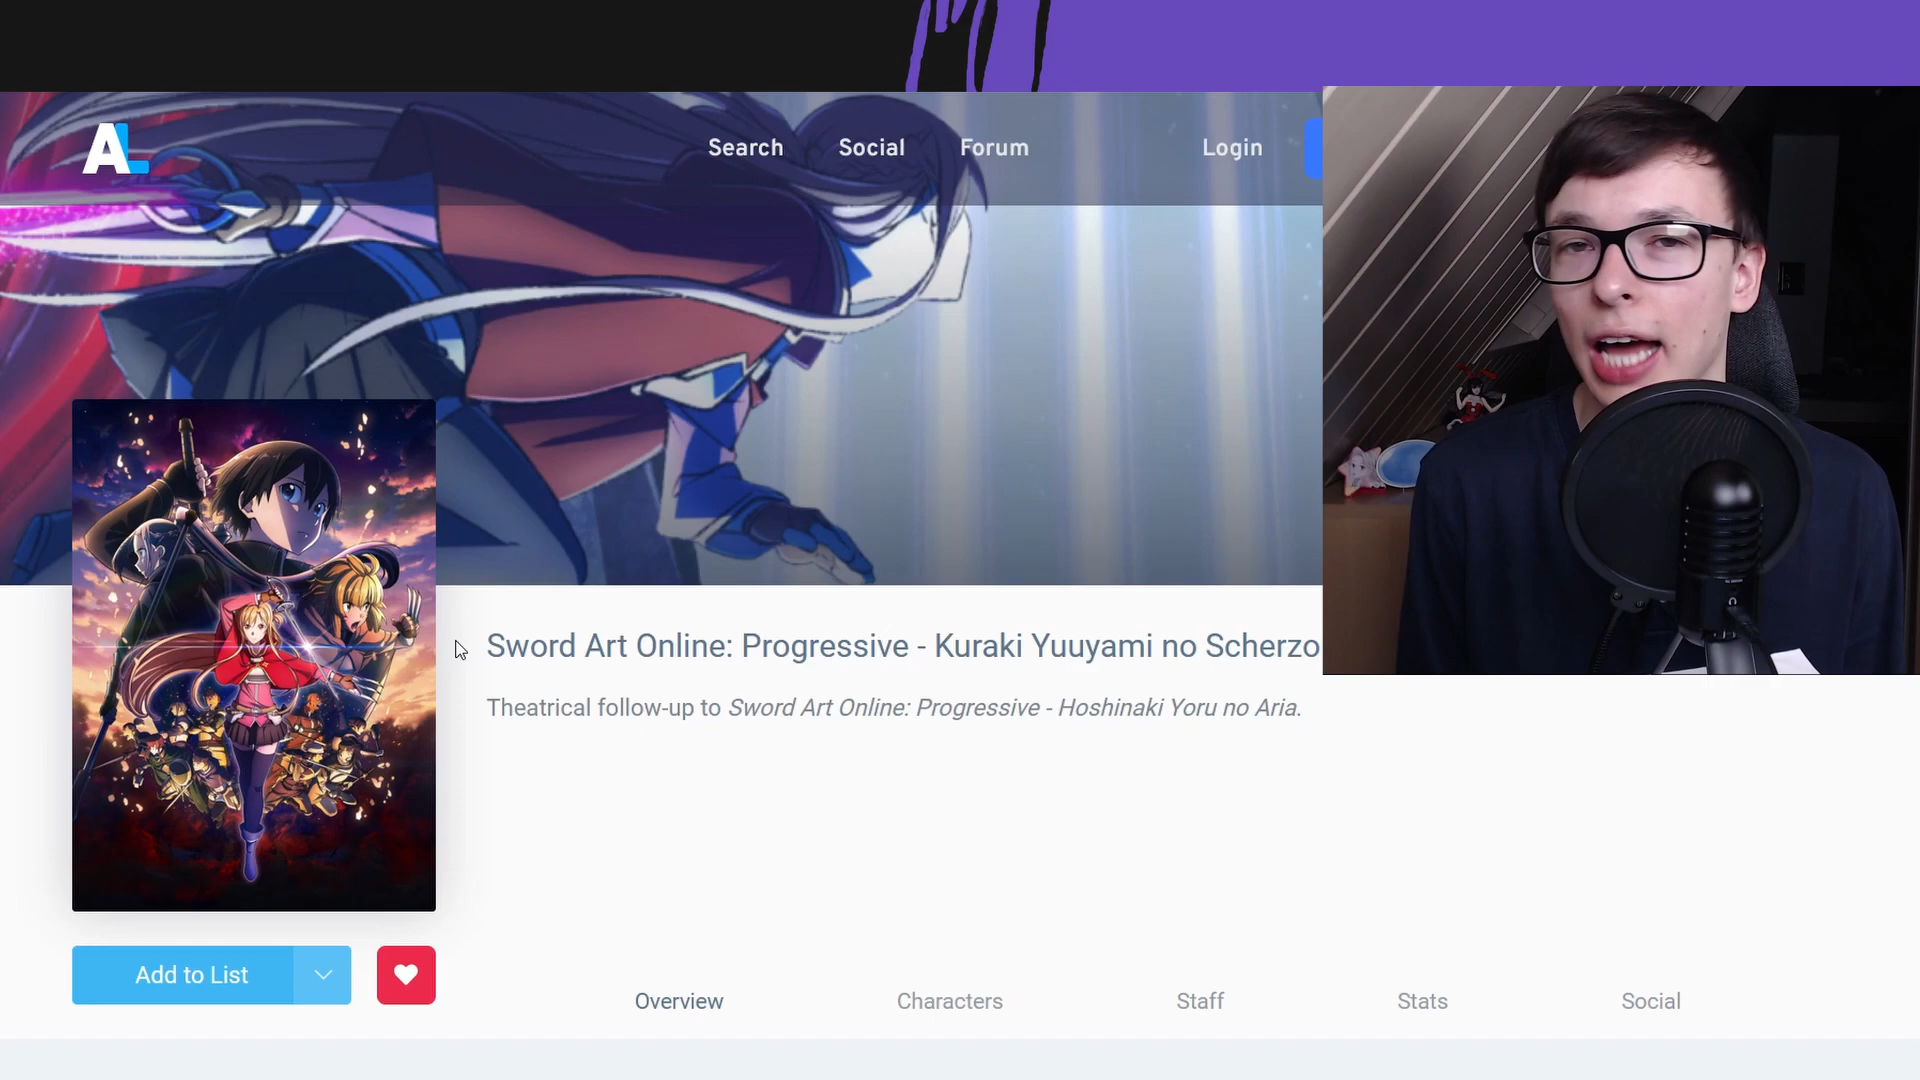 AL
Search
Social
Forum
Login
Sword Art Online: Progressive - Kuraki Yuuyami no Scherzo
Theatrical follow-up to Sword Art Online: Progressive - Hoshinaki Yoru no Aria.
Add to List
Overview
Characters
Staff
Stats
Social